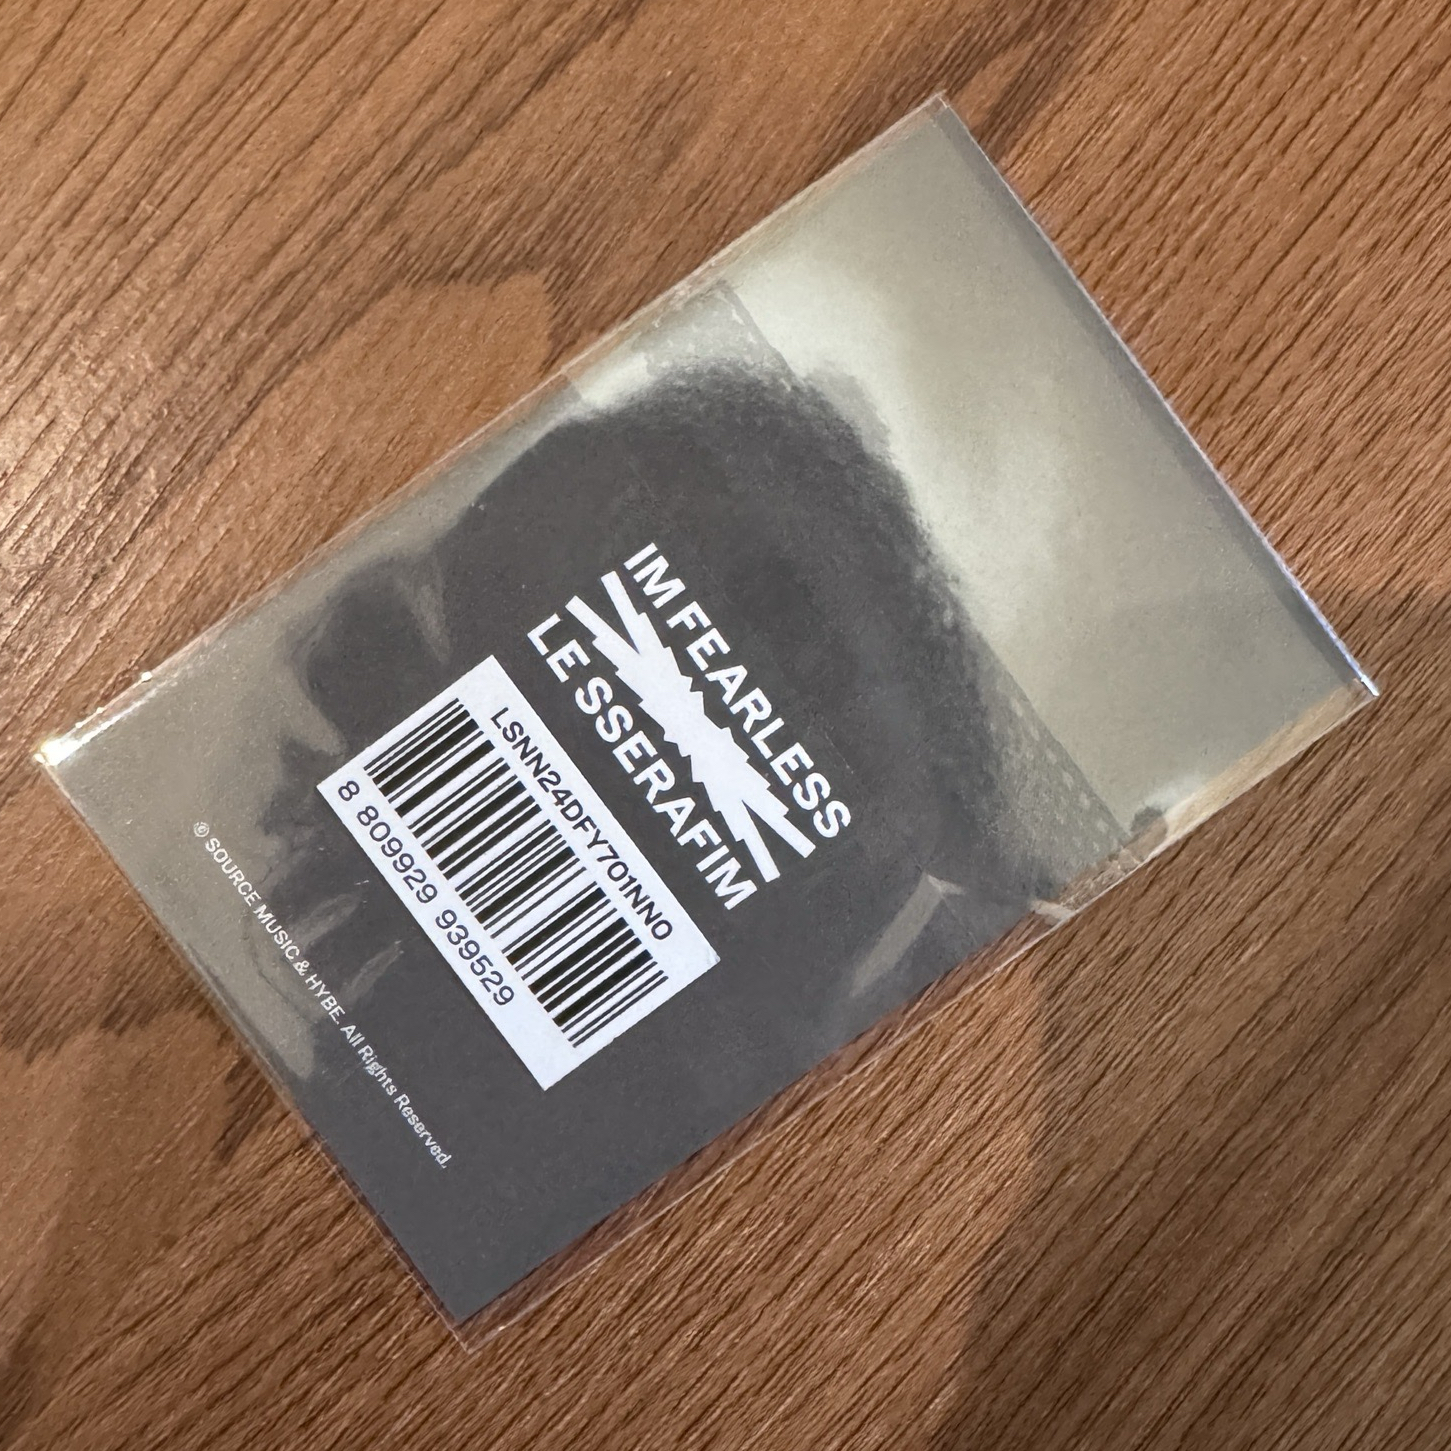 IM FEARLESS
LE SSERAFIM
LSNN24DFY701NN0
8 809929 939529
© SOURCE MUSIC & HYBE. All Rights Reserved.